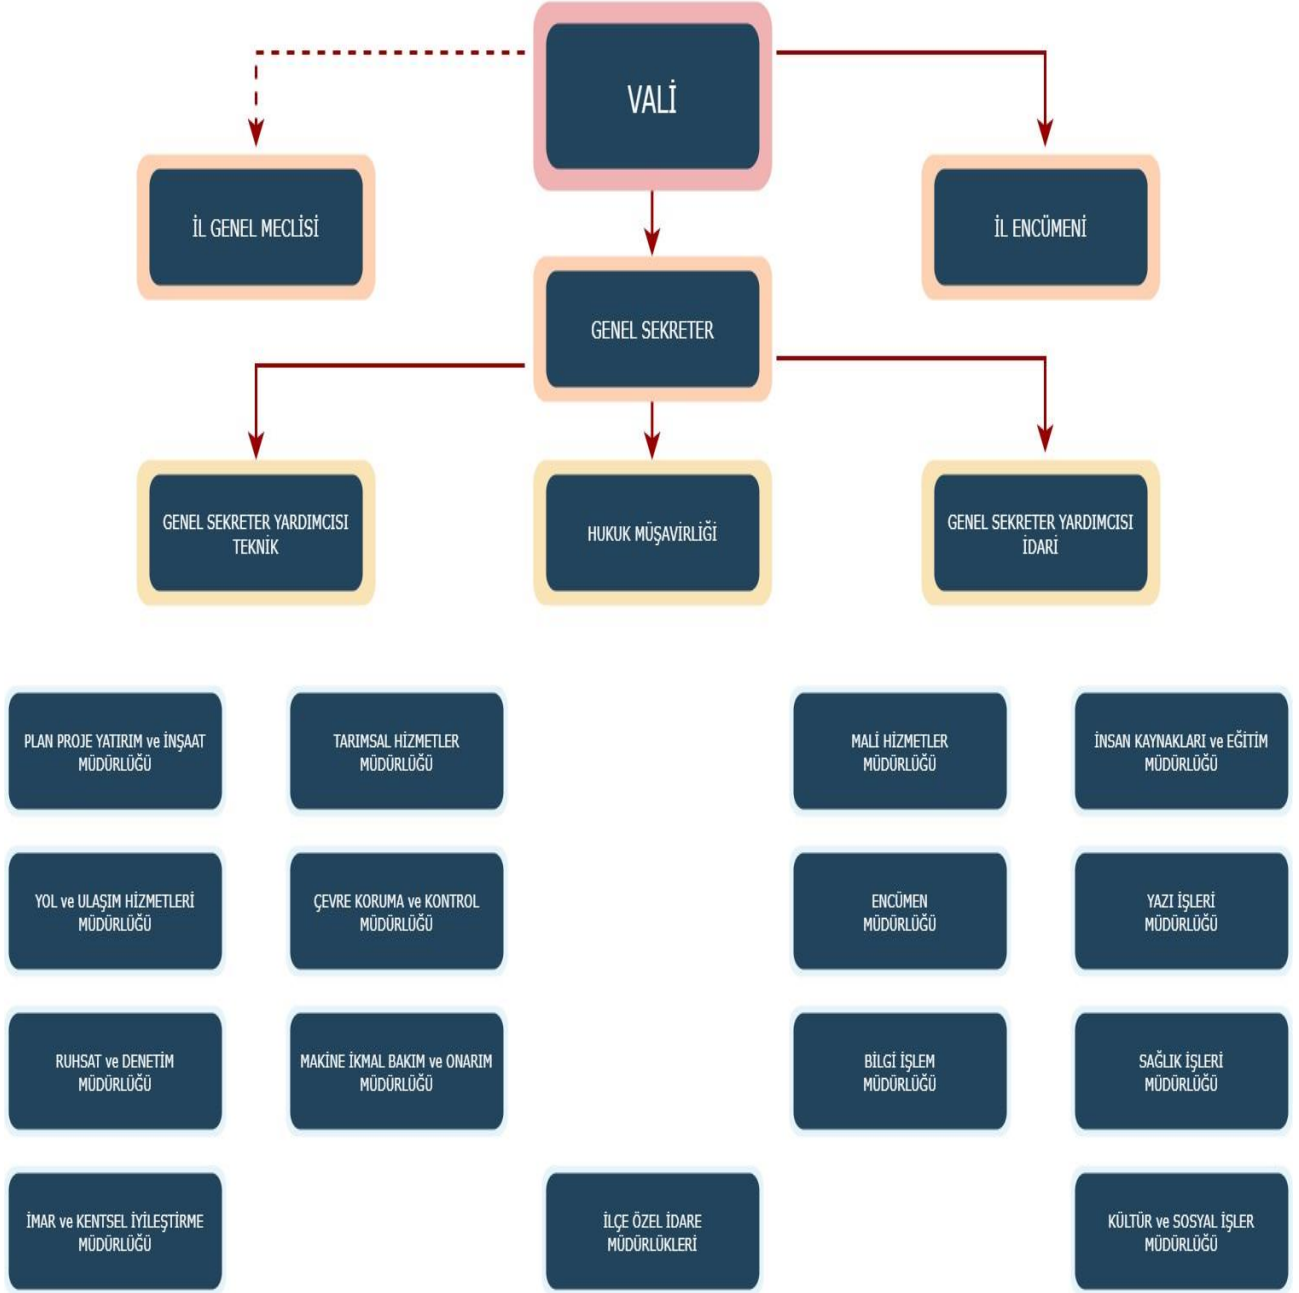 VALİ
İL GENEL MECLİSİ
İL ENCÜMENİ
GENEL SEKRETER
GENEL SEKRETER YARDIMCISI
TEKNİK
HUKUK MÜŞAVİRLİĞİ
GENEL SEKRETER YARDIMCISI
İDARİ
PLAN PROJE YATIRIM ve İNŞAAT
MÜDÜRLÜĞÜ
TARIMSAL HİZMETLER
MÜDÜRLÜĞÜ
MALİ HİZMETLER
MÜDÜRLÜĞÜ
İNSAN KAYNAKLARI ve EĞİTİM
MÜDÜRLÜĞÜ
YOL ve ULAŞIM HİZMETLERİ
MÜDÜRLÜĞÜ
ÇEVRE KORUMA ve KONTROL
MÜDÜRLÜĞÜ
ENCÜMEN
MÜDÜRLÜĞÜ
YAZI İŞLERİ
MÜDÜRLÜĞÜ
RUHSAT ve DENETİM
MÜDÜRLÜĞÜ
MAKİNE İKMAL BAKIM ve ONARIM
MÜDÜRLÜĞÜ
BİLGİ İŞLEM
MÜDÜRLÜĞÜ
SAĞLIK İŞLERİ
MÜDÜRLÜĞÜ
İMAR ve KENTSEL İYİLEŞTİRME
MÜDÜRLÜĞÜ
İLÇE ÖZEL İDARE
MÜDÜRLÜKLERİ
KÜLTÜR ve SOSYAL İŞLER
MÜDÜRLÜĞÜ